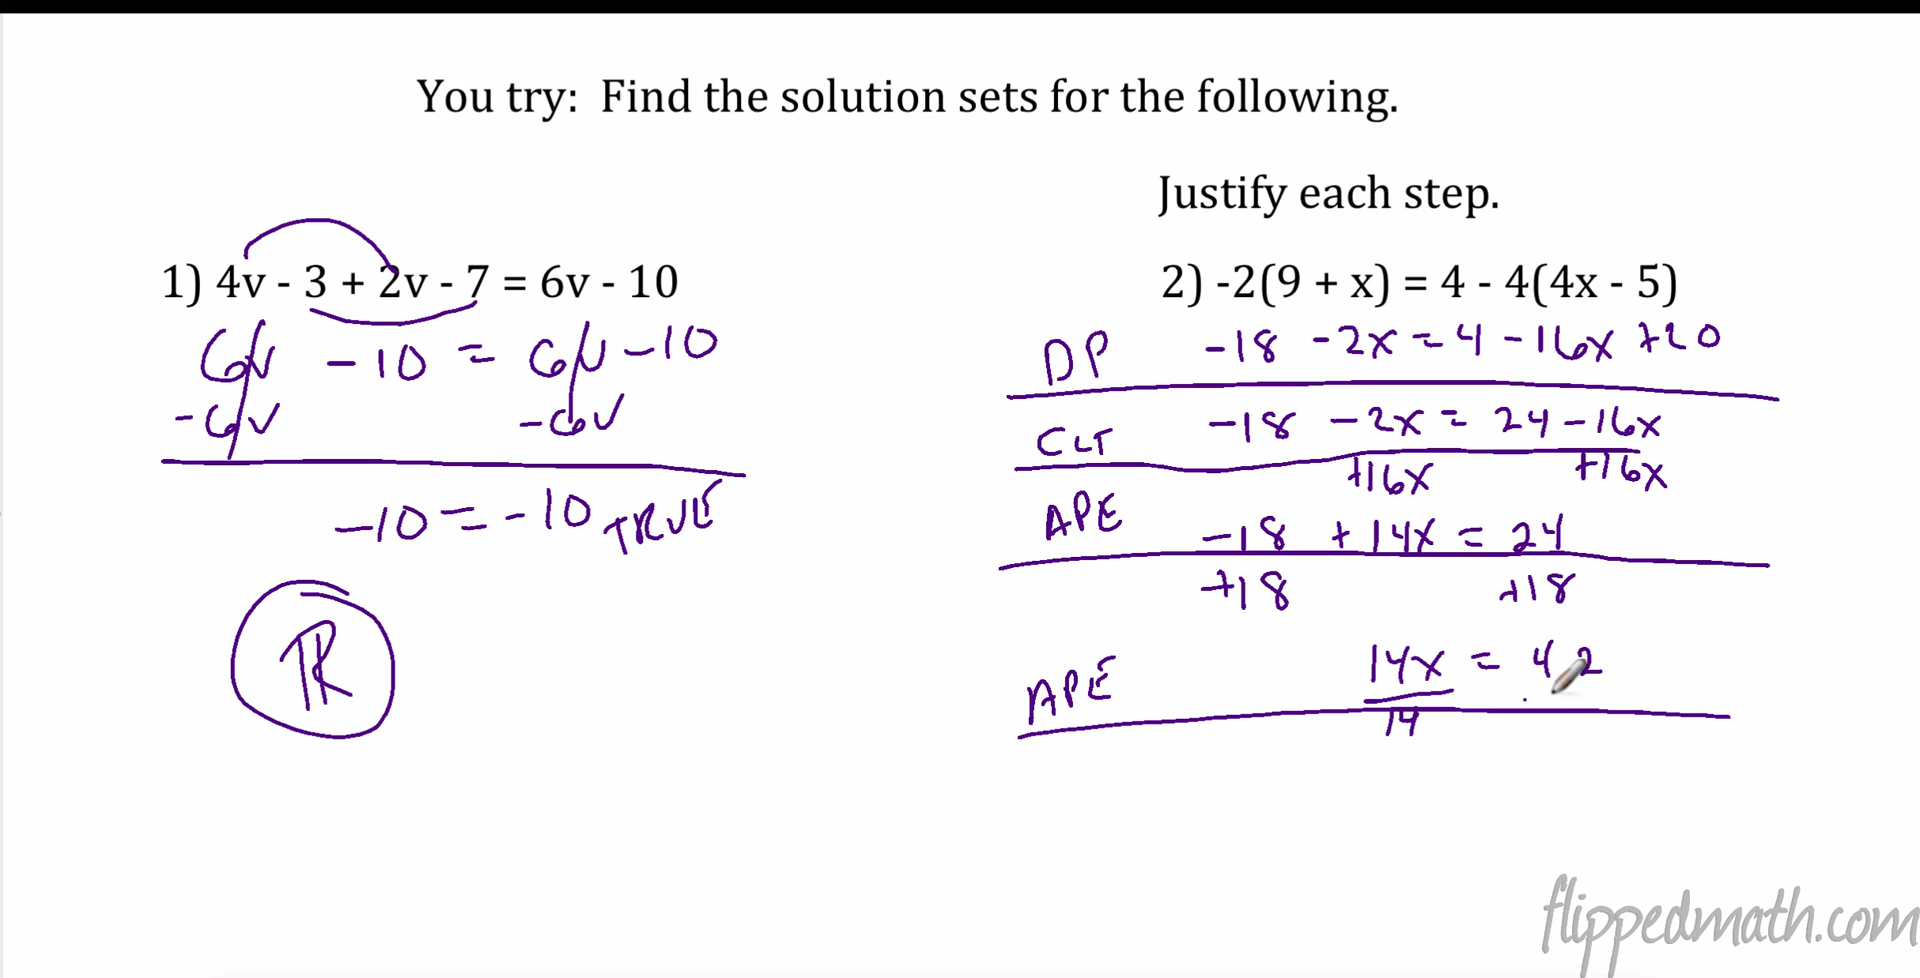 You try: Find the solution sets for the following.
1) 4v - 3 + 2v - 7 = 6v - 10
6v - 10 = 6v - 10
-6v -6v
-10 = -10 TRUE
ℝ
Justify each step.
2) -2(9 + x) = 4 - 4(4x - 5)
DP -18 - 2x = 4 - 16x + 20
CLT -18 - 2x = 24 - 16x
+16x +16x
APE -18 + 14x = 24
+18 +18
APE 14x = 42
14
flippedmath.com